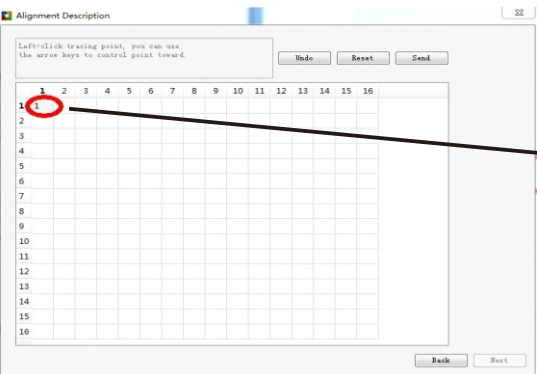 Alignment Description
Left-click tracing point, you can use
the arrow keyx to control point toward.
Undo Reset Send
1 2 3 4 5 6 7 8 9 10 11 12 13 14 15 16
1 1
2
3
4
5
6
7
8
9
10
11
12
13
14
15
16
Back Next